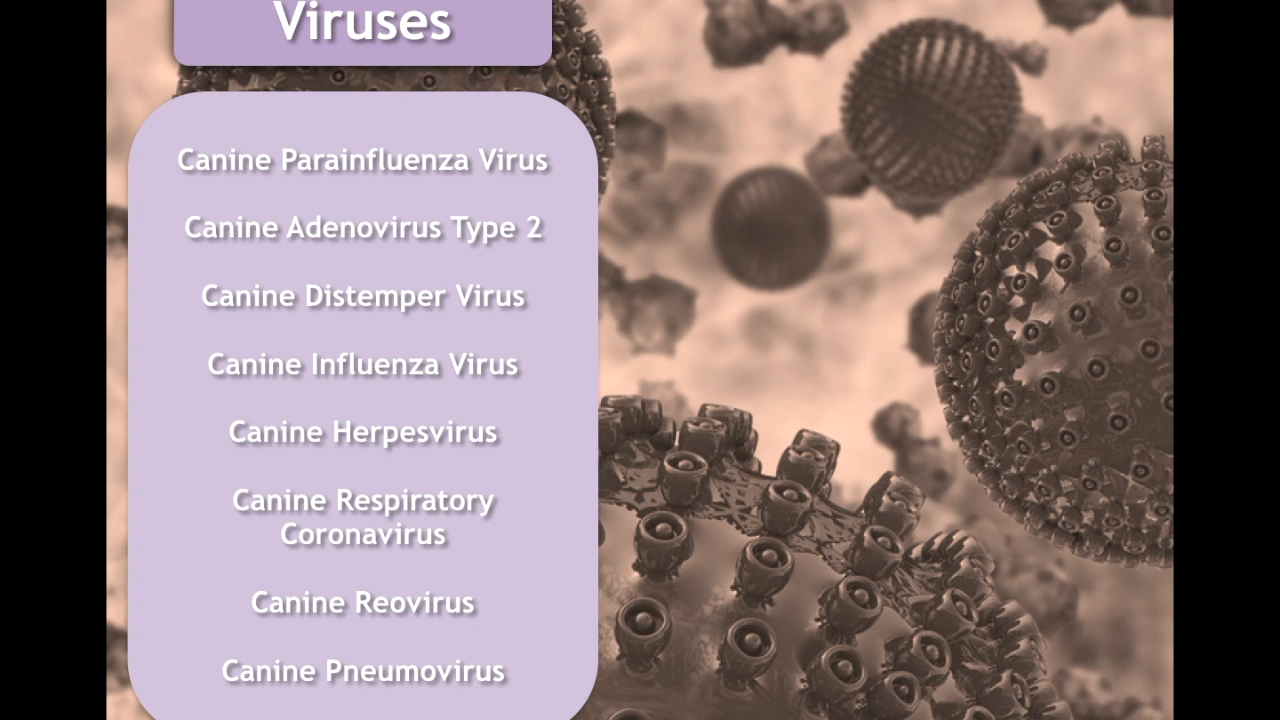 Viruses
Canine Parainfluenza Virus
Canine Adenovirus Type 2
Canine Distemper Virus
Canine Influenza Virus
Canine Herpesvirus
Canine Respiratory
Coronavirus
Canine Reovirus
Canine Pneumovirus